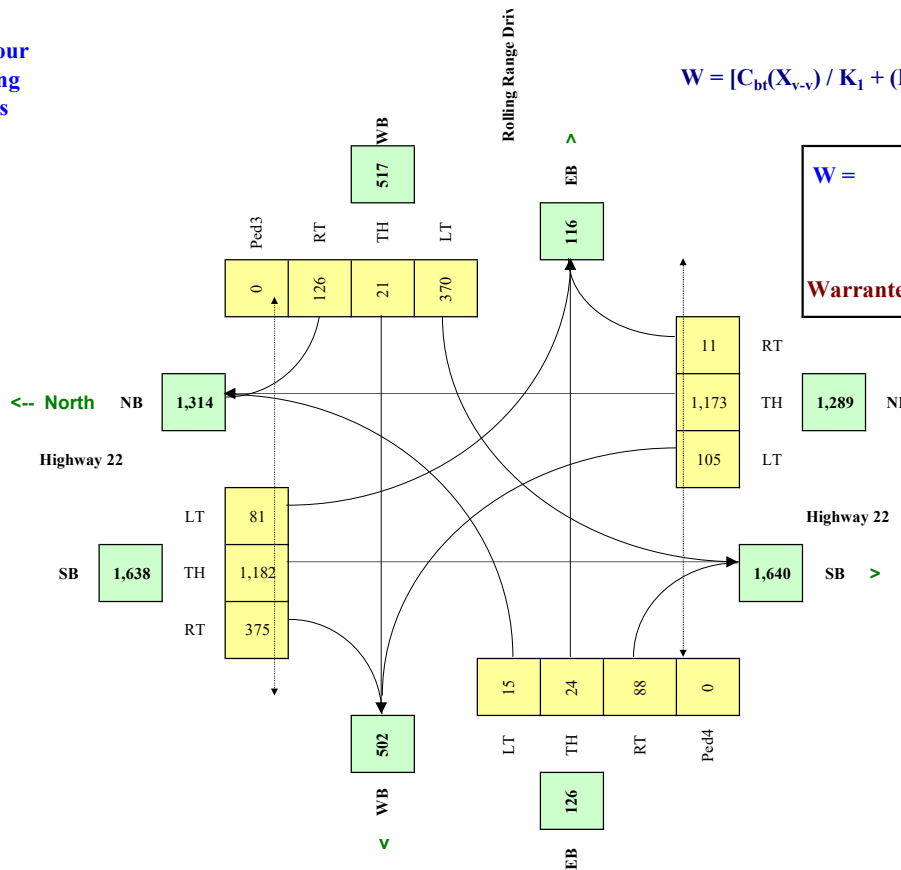 our
ng
s
Rolling Range Driv
W = [C_bt(X_v-v) / K_1 + (
WB
517
^
EB
116
W =
Warrante
Ped3
RT
TH
LT
0
126
21
370
11
RT
<-- North
NB
1,314
1,173
TH
1,289
N
105
LT
Highway 22
LT
81
Highway 22
SB
1,638
TH
1,182
1,640
SB
>
RT
375
15
24
88
0
502
LT
TH
RT
Ped4
WB
126
v
EB